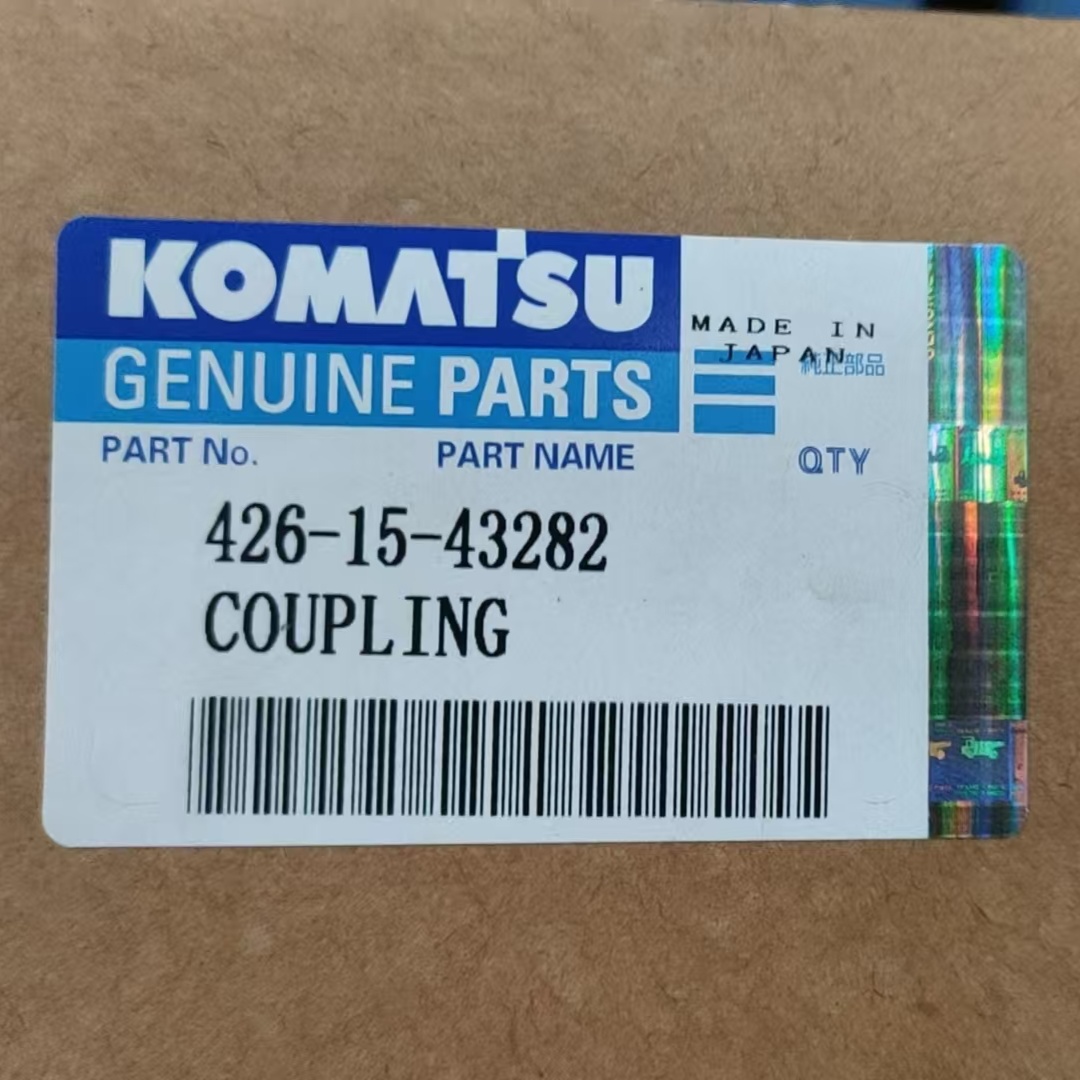 KOMATSU
GENUINE PARTS
MADE IN
JAPAN
純正部品
PART No.
PART NAME
QTY
426-15-43282
COUPLING